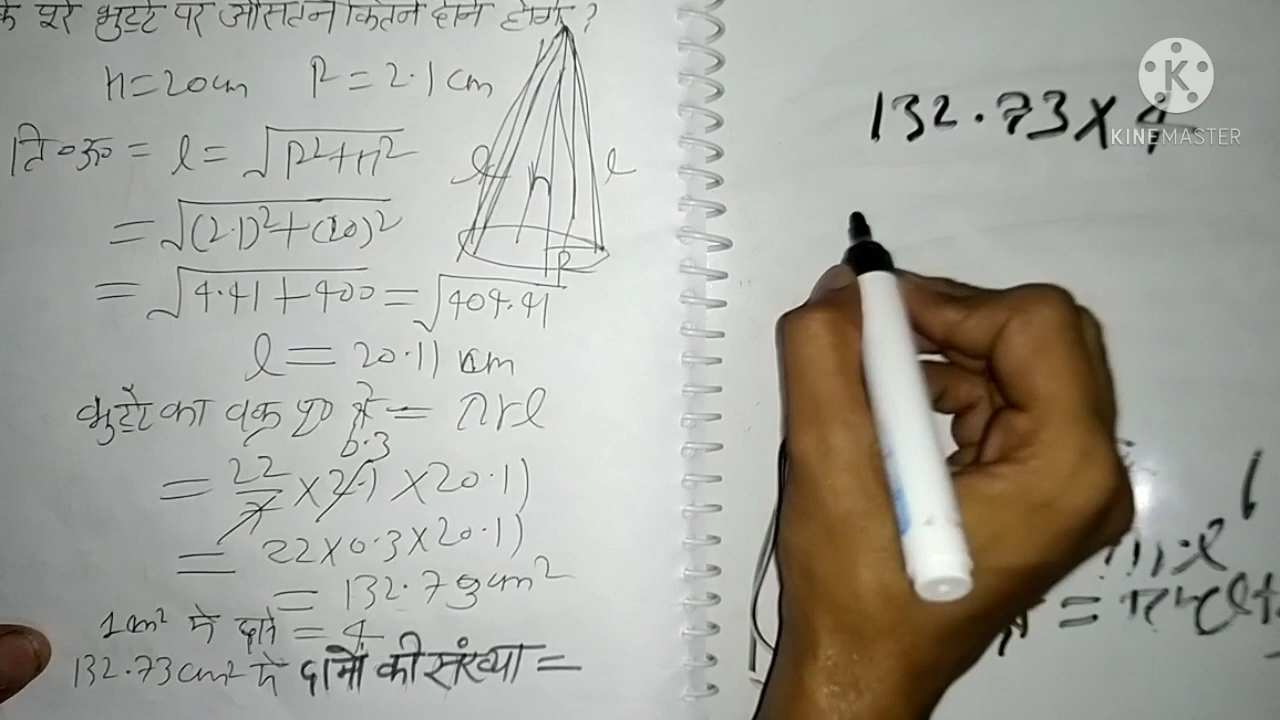 के पूरे भुट्टे पर औसतन कितने दाने होंगे?
h=20cm R=2.1cm
ति०ऊ० = l = √R²+h²
= √(2.1)²+(20)²
= √4.41+400 = √404.41
l = 20.11 cm
l h l
R
भुट्टे का वक्र पृ० क्षे = πrl
0.3
= 22/7 × 2.1 × 20.11
= 22×0.3×20.11
= 132.73cm²
1cm² में दाने = 4
132.73cm² में दानों की संख्या =
132.73×4
K
KINEMASTER